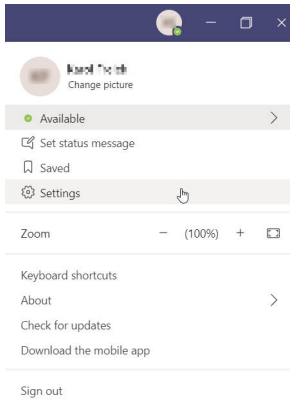 Change picture
Available
Set status message
Saved
Settings
Zoom - (100%) +
Keyboard shortcuts
About
Check for updates
Download the mobile app
Sign out